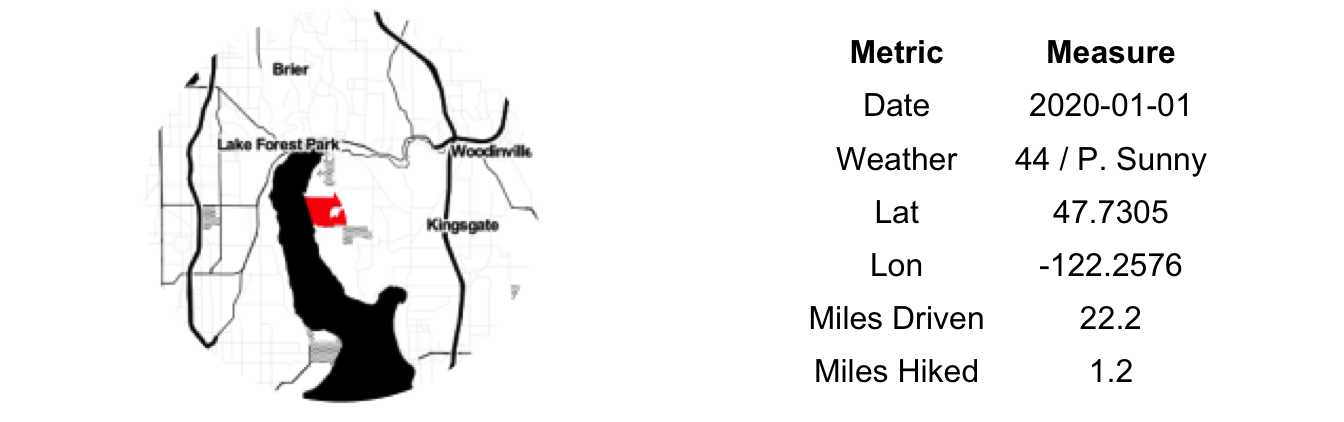 Brier
Lake Forest Park
Woodinville
Kingsgate
Metric Measure
Date 2020-01-01
Weather 44 / P. Sunny
Lat 47.7305
Lon -122.2576
Miles Driven 22.2
Miles Hiked 1.2